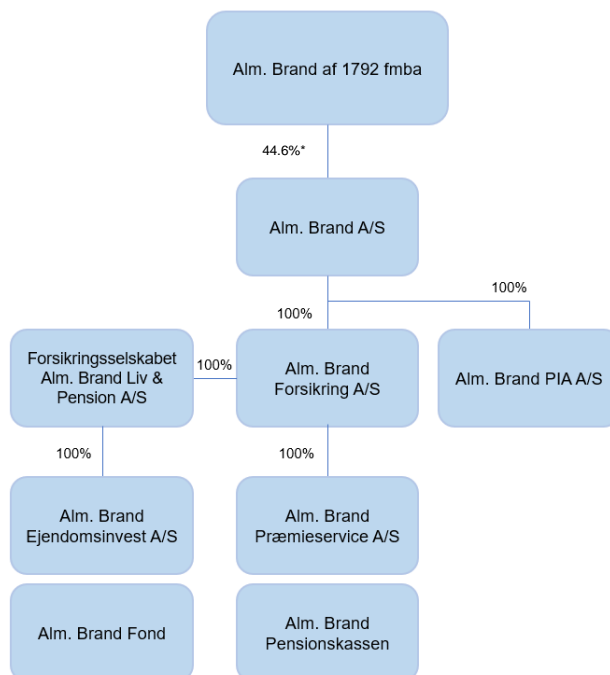 Alm. Brand af 1792 fmba
44.6%*
Alm. Brand A/S
100%
100%
Forsikringsselskabet
Alm. Brand Liv &
Pension A/S
100%
Alm. Brand
Forsikring A/S
Alm. Brand PIA A/S
100%
100%
Alm. Brand
Ejendomsinvest A/S
Alm. Brand
Præmieservice A/S
Alm. Brand Fond
Alm. Brand
Pensionskassen